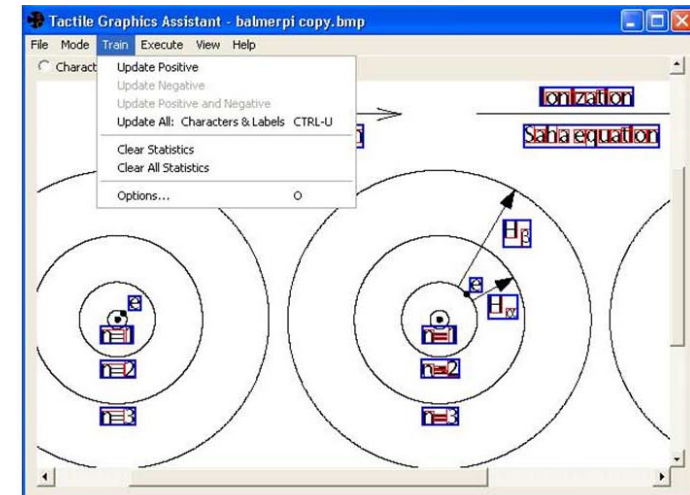 Tactile Graphics Assistant - balmerpi copy.bmp
File Mode Train Execute View Help
Charact
Update Positive
Update Negative
Update Positive and Negative
Update All: Characters & Labels CTRL-U
Clear Statistics
Clear All Statistics
Options... O
Ionization
Saha equation
Hβ
e
Hα
e
n=1
n=2
n=3
n=1
n=2
n=3